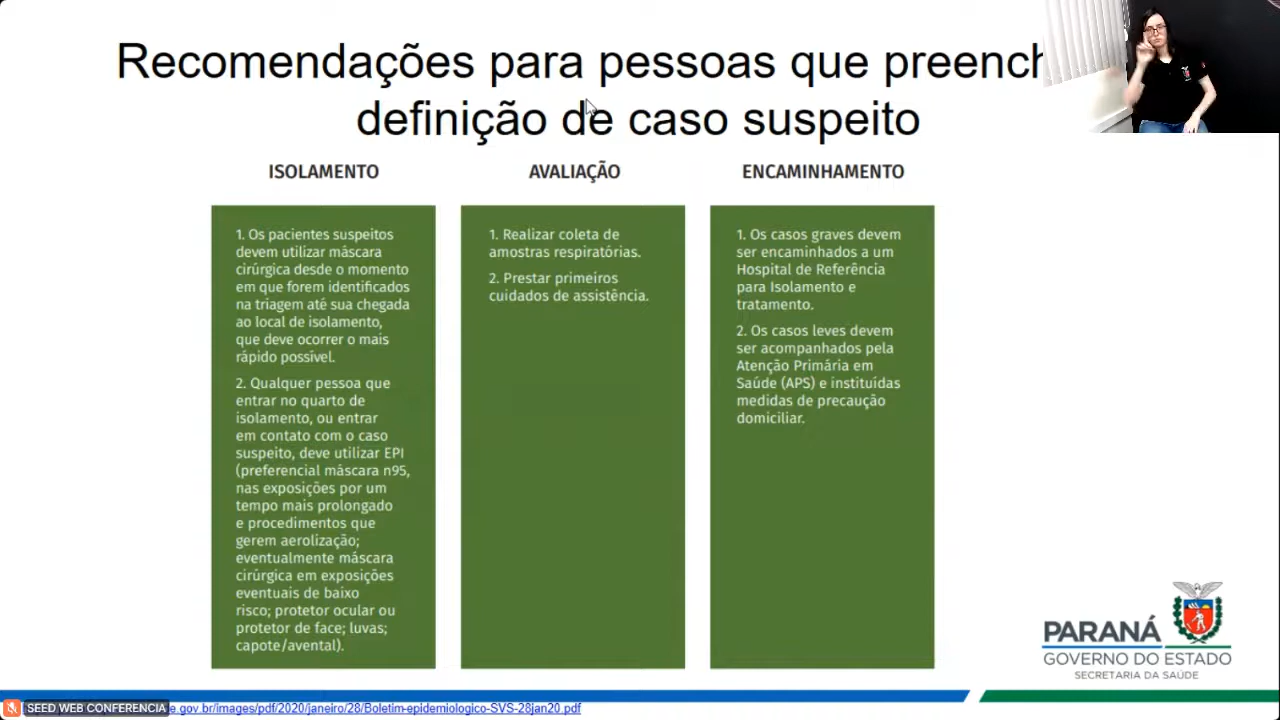 Recomendações para pessoas que preench
definição de caso suspeito
ISOLAMENTO
1. Os pacientes suspeitos
devem utilizar máscara
cirúrgica desde o momento
em que forem identificados
na triagem até sua chegada
ao local de isolamento,
que deve ocorrer o mais
rápido possível.
2. Qualquer pessoa que
entrar no quarto de
isolamento, ou entrar
em contato com o caso
suspeito, deve utilizar EPI
(preferencial máscara n95,
nas exposições por um
tempo mais prolongado
e procedimentos que
gerem aerolização;
eventualmente máscara
cirúrgica em exposições
eventuais de baixo
risco; protetor ocular ou
protetor de face; luvas;
capote/avental).
AVALIAÇÃO
1. Realizar coleta de
amostras respiratórias.
2. Prestar primeiros
cuidados de assistência.
ENCAMINHAMENTO
1. Os casos graves devem
ser encaminhados a um
Hospital de Referência
para Isolamento e
tratamento.
2. Os casos leves devem
ser acompanhados pela
Atenção Primária em
Saúde (APS) e instituídas
medidas de precaução
domiciliar.
PARANÁ
GOVERNO DO ESTADO
SECRETARIA DA SAÚDE
SEED WEB CONFERENCIA
e.gov.br/images/pdf/2020/janeiro/28/Boletim-epidemiologico-SVS-28jan20.pdf